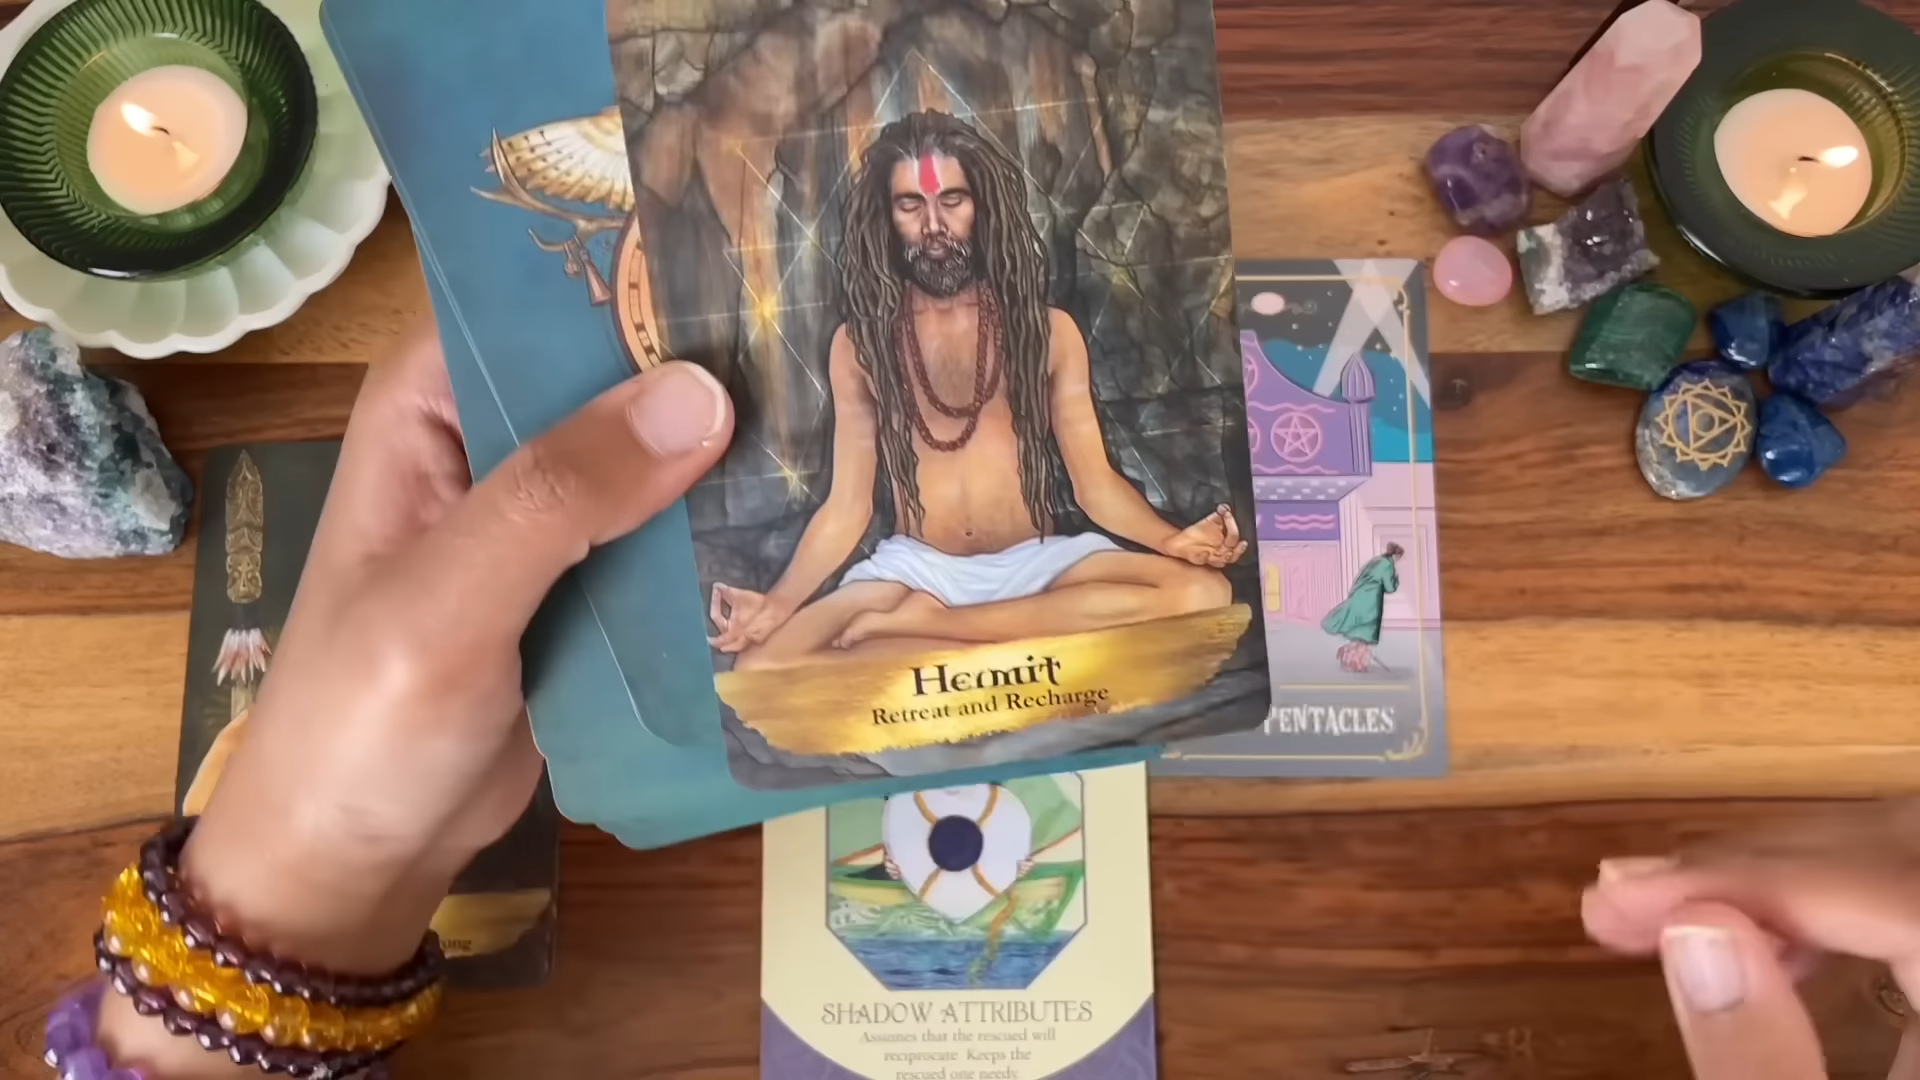 Hermit
Retreat and Recharge
PENTACLES
SHADOW ATTRIBUTES
Assumes that the rescued will
reciprocate Keeps the
rescued one needy.